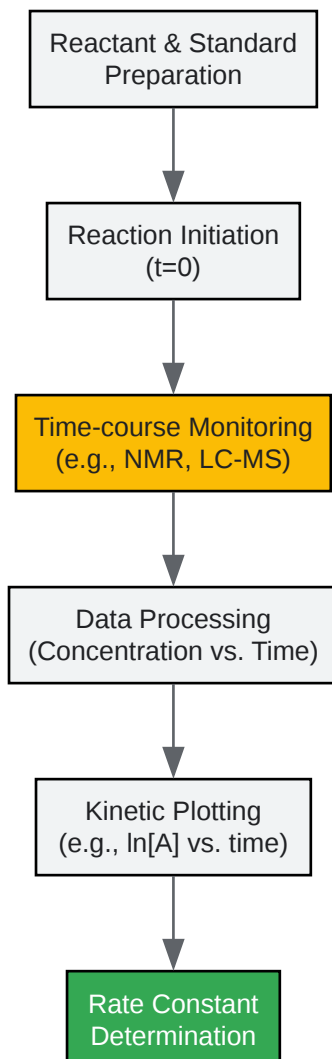 Reactant & Standard
Preparation
Reaction Initiation
(t=0)
Time-course Monitoring
(e.g., NMR, LC-MS)
Data Processing
(Concentration vs. Time)
Kinetic Plotting
(e.g., ln[A] vs. time)
Rate Constant
Determination